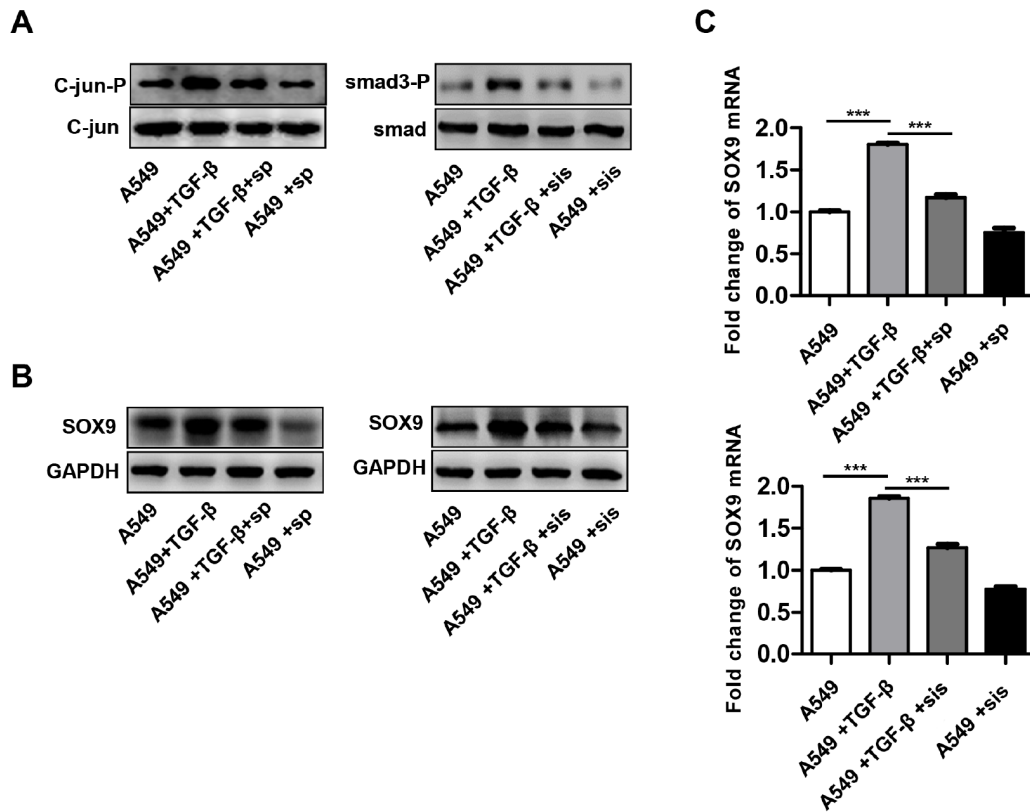 A
C-jun-P
C-jun
A549
A549+TGF-β
A549 +TGF-β+sp
A549 +sp
smad3-P
smad
A549
A549 +TGF-β
A549 +TGF-β +sis
A549 +sis
B
SOX9
GAPDH
A549
A549+TGF-β
A549 +TGF-β+sp
A549 +sp
SOX9
GAPDH
A549
A549 +TGF-β
A549 +TGF-β +sis
A549 +sis
C
Fold change of SOX9 mRNA
2.0
1.5
1.0
0.5
0.0
*** ***
A549
A549+TGF-β
A549 +TGF-β+sp
A549 +sp
Fold change of SOX9 mRNA
2.0
1.5
1.0
0.5
0.0
*** ***
A549
A549 +TGF-β
A549 +TGF-β +sis
A549 +sis